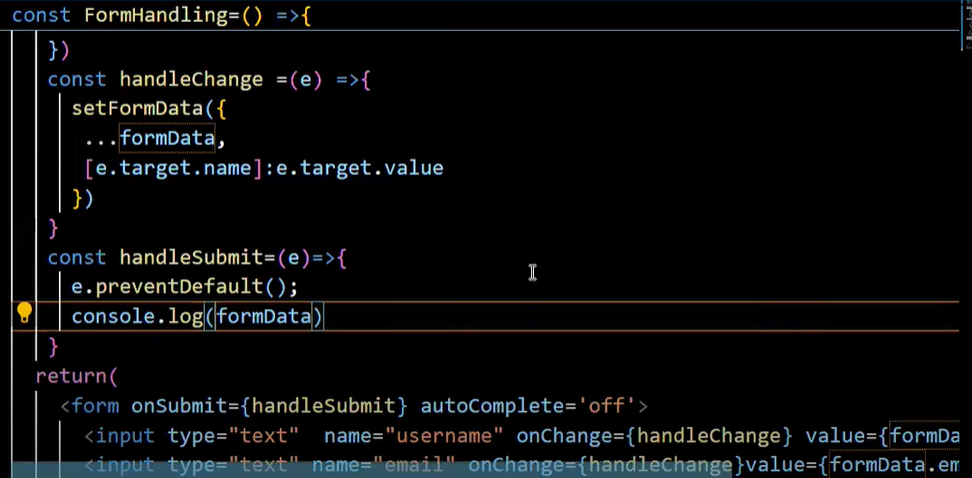 const FormHandling=() =>{
})
const handleChange =(e) =>{
setFormData({
...formData,
[e.target.name]:e.target.value
})
}
const handleSubmit=(e)=>{
e.preventDefault();
console.log(formData)
}
return(
<form onSubmit={handleSubmit} autoComplete='off'>
<input type="text"  name="username" onChange={handleChange} value={formDa
<input type="text" name="email" onChange={handleChange}value={formData.em